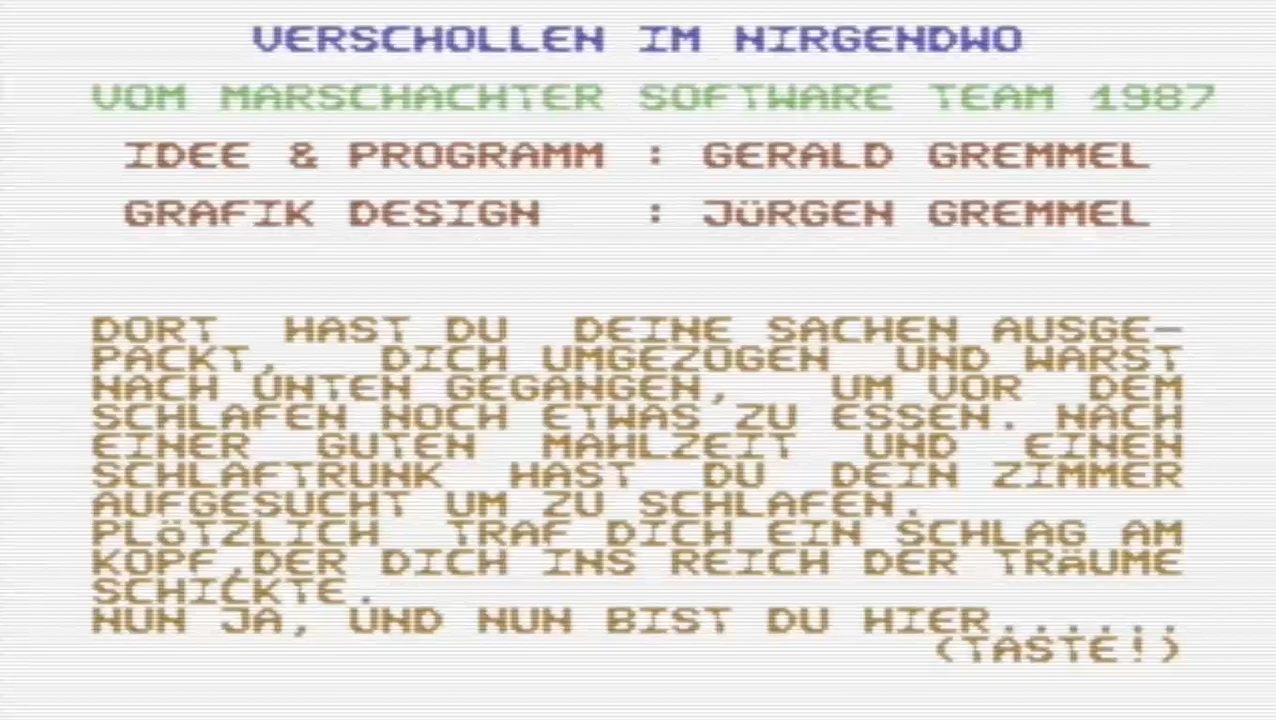 VERSCHOLLEN IM NIRGENDWO
VOM MARSCHACHTER SOFTWARE TEAM 1987
IDEE & PROGRAMM : GERALD GREMMEL
GRAFIK DESIGN : JÜRGEN GREMMEL
DORT HAST DU DEINE SACHEN AUSGE-
PACKT, DICH UMGEZOGEN UND WARST
NACH UNTEN GEGANGEN, UM VOR DEM
SCHLAFEN NOCH ETWAS ZU ESSEN. NACH
EINER GUTEN MAHLZEIT UND EINEN
SCHLAFTRUNK HAST DU DEIN ZIMMER
AUFGESUCHT UM ZU SCHLAFEN.
PLÖTZLICH TRAF DICH EIN SCHLAG AM
KOPF,DER DICH INS REICH DER TRÄUME
SCHICKTE.
NUN JA, UND NUN BIST DU HIER......
(TASTE!)